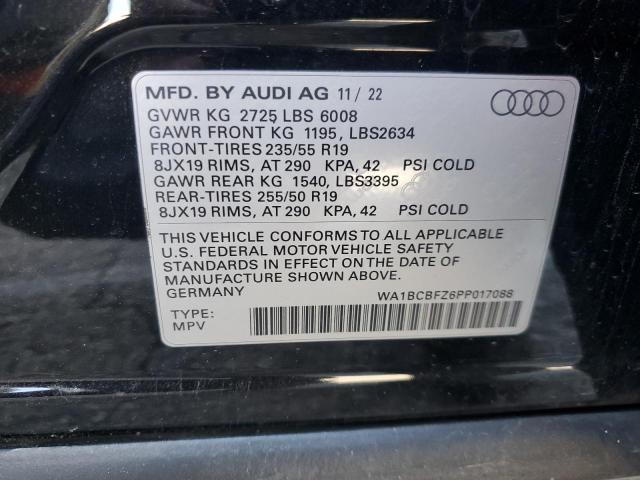 MFD. BY AUDI AG 11/22
GVWR KG 2725 LBS 6008
GAWR FRONT KG 1195, LBS2634
FRONT-TIRES 235/55 R19
8JX19 RIMS, AT 290 KPA, 42 PSI COLD
GAWR REAR KG 1540, LBS3395
REAR-TIRES 255/50 R19
8JX19 RIMS, AT 290 KPA, 42 PSI COLD
THIS VEHICLE CONFORMS TO ALL APPLICABLE
U.S. FEDERAL MOTOR VEHICLE SAFETY
STANDARDS IN EFFECT ON THE DATE OF
MANUFACTURE SHOWN ABOVE.
GERMANY WA1BCBFZ6PP017088
TYPE:
MPV